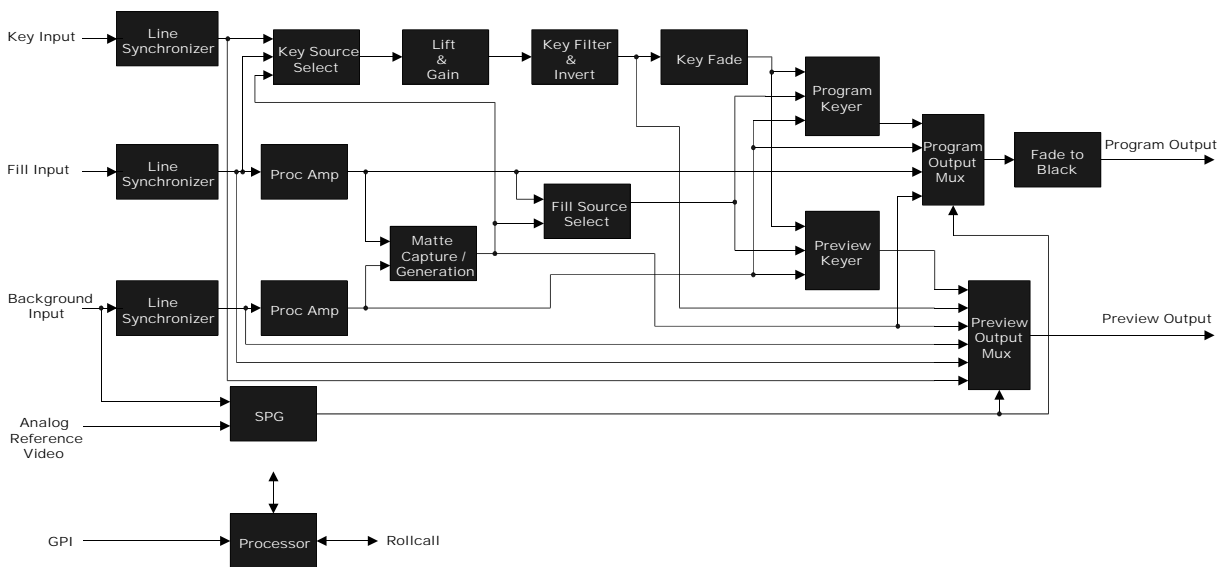 Key Input
Line
Synchronizer
Key Source
Select
Lift
&
Gain
Key Filter
&
Invert
Key Fade
Program
Keyer
Fill Input
Line
Synchronizer
Proc Amp
Fill Source
Select
Matte
Capture /
Generation
Program
Output
Mux
Fade to
Black
Program Output
Preview
Keyer
Background
Input
Line
Synchronizer
Proc Amp
Preview
Output
Mux
Preview Output
Analog
Reference
Video
SPG
GPI
Processor
Rollcall